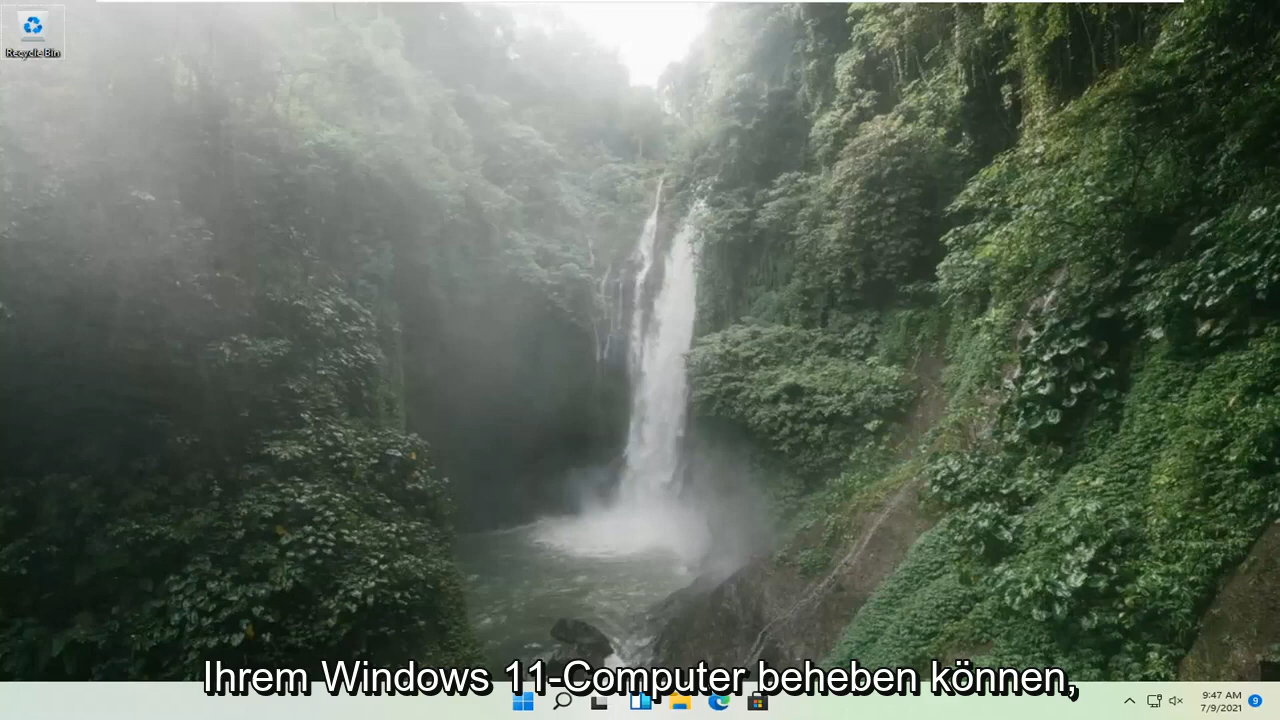 Recycle Bin
Ihrem Windows 11-Computer beheben können,
9:47 AM
7/9/2021
9